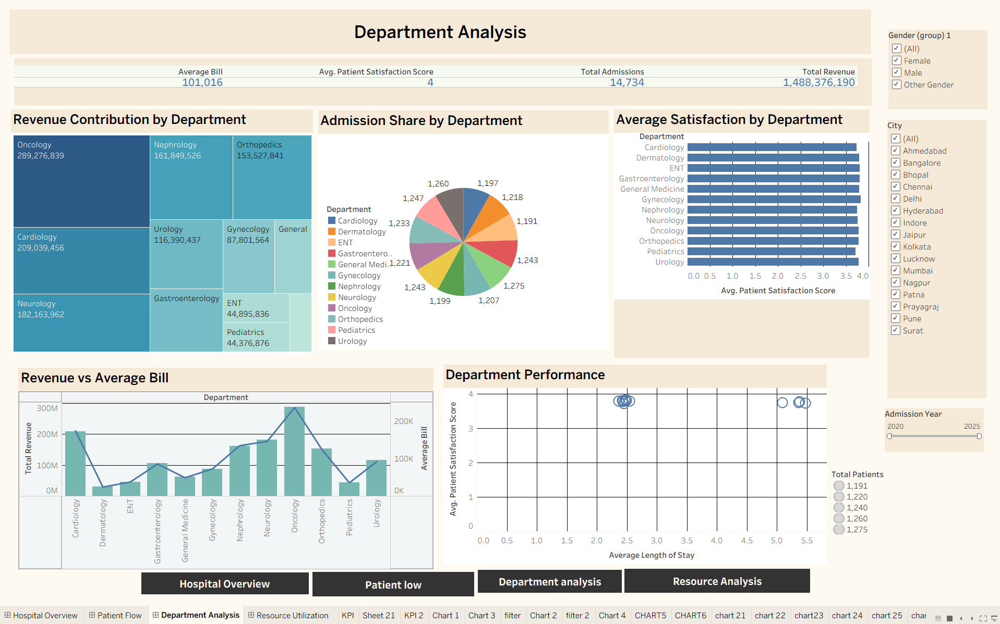 Department Analysis
Average Bill
101,016
Avg. Patient Satisfaction Score
4
Total Admissions
14,734
Total Revenue
1,488,376,190
Gender (group) 1
(All)
Female
Male
Other Gender
City
(All)
Ahmedabad
Bangalore
Bhopal
Chennai
Delhi
Hyderabad
Indore
Jaipur
Kolkata
Lucknow
Mumbai
Nagpur
Patna
Prayagraj
Pune
Surat
Admission Year
2020 2025
Revenue Contribution by Department
Oncology
289,276,839
Cardiology
209,039,456
Neurology
182,163,962
Nephrology
161,849,526
Orthopedics
153,527,841
Urology
116,390,437
Gynecology
87,801,564
General
Gastroenterology
ENT
44,895,836
Pediatrics
44,376,876
Admission Share by Department
Department
Cardiology
Dermatology
ENT
Gastroentero..
General Medi..
Gynecology
Nephrology
Neurology
Oncology
Orthopedics
Pediatrics
Urology
1,197
1,218
1,191
1,243
1,275
1,207
1,199
1,243
1,221
1,233
1,247
1,260
Average Satisfaction by Department
Department
Cardiology
Dermatology
ENT
Gastroenterology
General Medicine
Gynecology
Nephrology
Neurology
Oncology
Orthopedics
Pediatrics
Urology
0.0 0.5 1.0 1.5 2.0 2.5 3.0 3.5 4.0
Avg. Patient Satisfaction Score
Revenue vs Average Bill
Department
Total Revenue
300M
200M
100M
0M
200K
100K
0K
Average Bill
Cardiology
Dermatology
ENT
Gastroenterology
General Medicine
Gynecology
Nephrology
Neurology
Oncology
Orthopedics
Pediatrics
Urology
Department Performance
Avg. Patient Satisfaction Score
4
3
2
1
0
0.0 0.5 1.0 1.5 2.0 2.5 3.0 3.5 4.0 4.5 5.0 5.5
Average Length of Stay
Total Patients
1,191
1,220
1,240
1,260
1,275
Hospital Overview
Patient low
Department analysis
Resource Analysis
Hospital Overview Patient Flow Department Analysis Resource Utilization KPI Sheet 21 KPI 2 Chart 1 Chart 3 filter Chart 2 filter 2 Chart 4 CHART5 CHART6 chart 21 chart 22 chart23 chart 24 chart 25 char